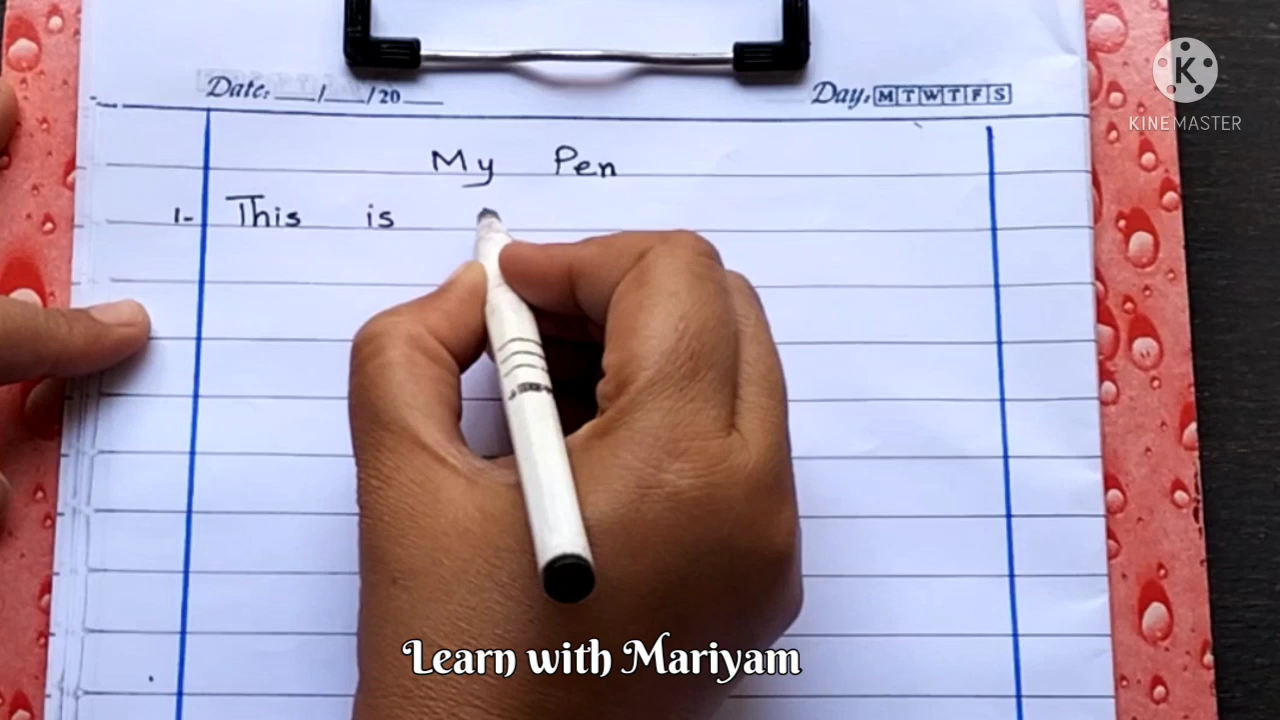 Date: ___/___/20___ Day: M T W T F S
K
KINEMASTER
My Pen
1- This is
Learn with Mariyam